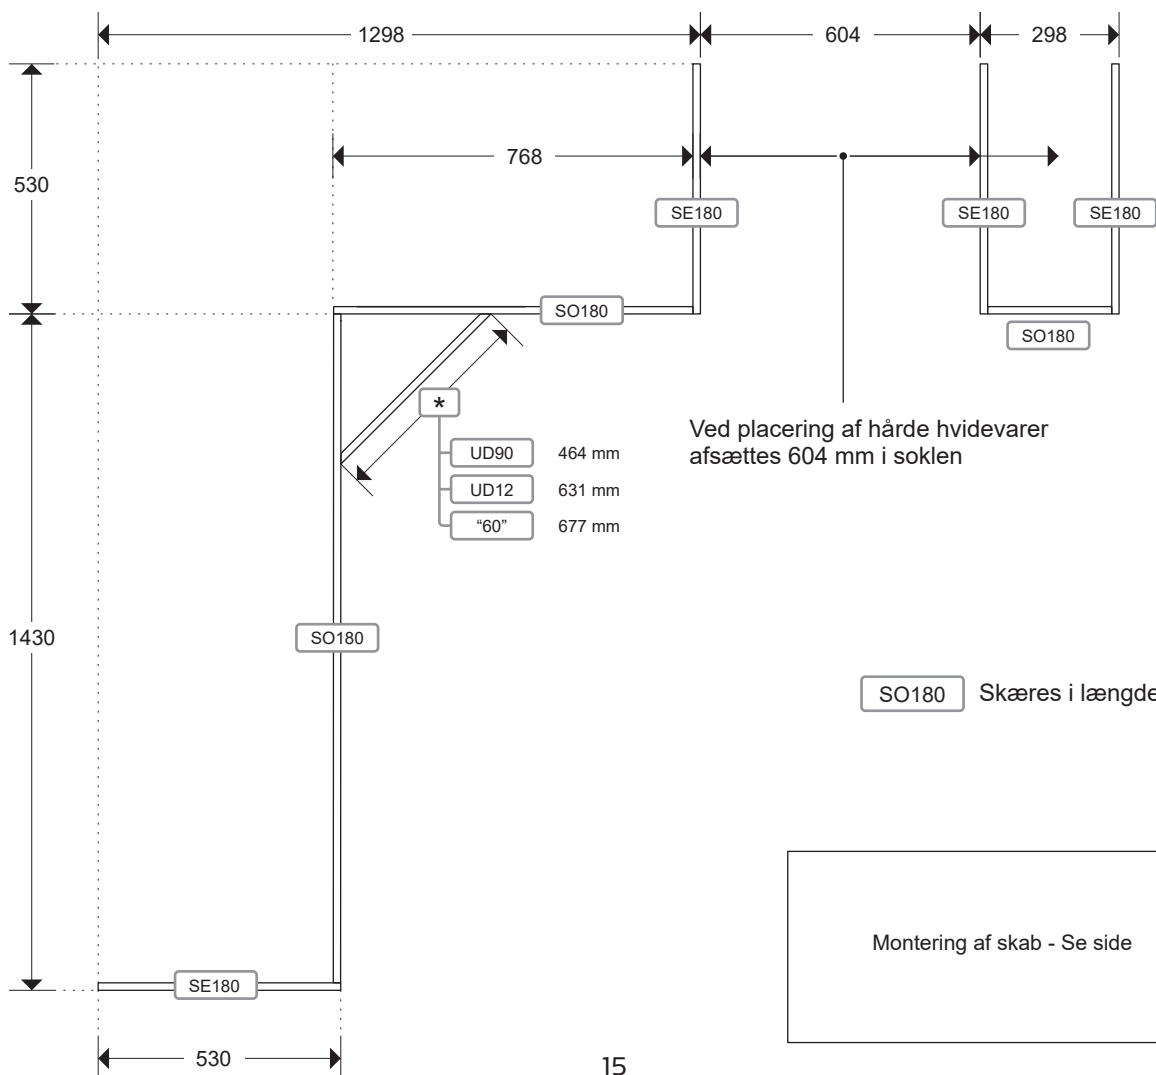 1298
604
298
768
530
SE180
SE180
SE180
SO180
SO180
*
UD90 464 mm
UD12 631 mm
“60” 677 mm
Ved placering af hårde hvidevarer
afsættes 604 mm i soklen
1430
SO180
SO180 Skæres i længde
Montering af skab - Se side
SE180
530
15